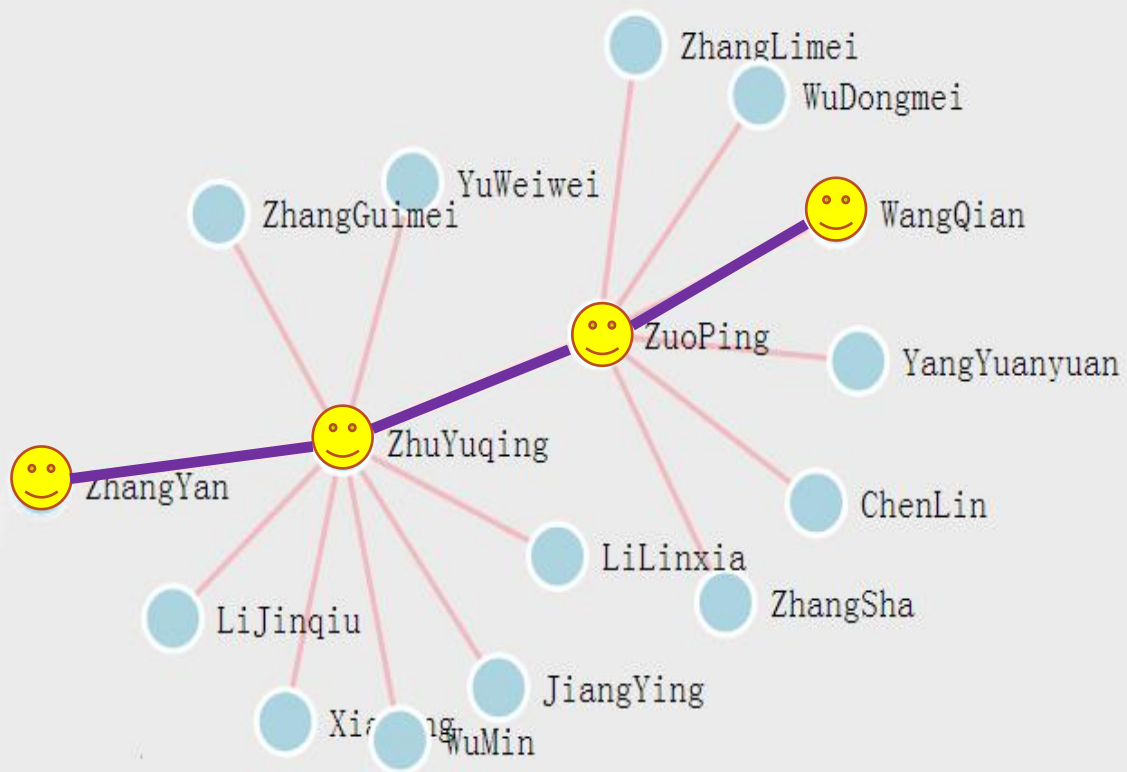 ZhangLimei
WuDongmei
YuWeiwei
ZhangGuimei
WangQian
ZuoPing
YangYuanyuan
ZhuYuqing
ZhangYan
ChenLin
LiLinxia
ZhangSha
LiJinqiu
JiangYing
WuMin